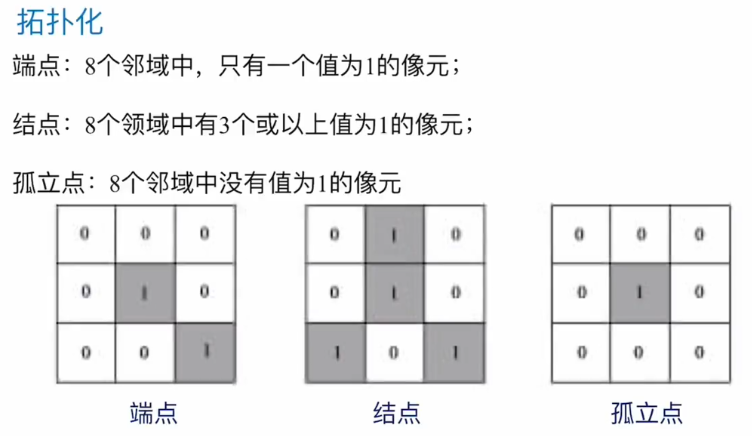 拓扑化
端点：8个邻域中，只有一个值为1的像元；
结点：8个领域中有3个或以上值为1的像元；
孤立点：8个邻域中没有值为1的像元
0 0 0 0 1 0 0 0 0
0 1 0 0 1 0 0 1 0
0 0 1 1 0 1 0 0 0
端点 结点 孤立点